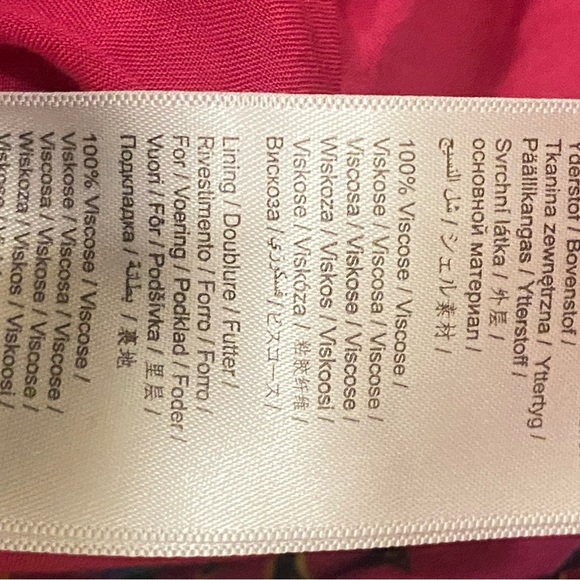 Yderstof / Bovenstof /
Tkanina zewnętrzna / Yttertyg /
Päällikangas / Ytterstoff /
Svrchní látka / 外层 /
основной материал /
シェル素材 /
100% Viscose / Viscose /
Viskose / Viscosa / Viscose /
Viscosa / Viskose / Viscose /
Wiskoza / Viskos / Viskoosi /
Viskose / Viskóza / 粘胶纤维 /
Вискоза / فسكوزي / ビスコース /
Lining / Doublure / Futter /
Rivestimento / Forro / Forro /
For / Voering / Podklad / Foder /
Vuori / Fôr / Podšívka / 里层 /
Подкладка / بطانة / 裏地
100% Viscose / Viscose /
Viskose / Viscosa / Viscose /
Viscosa / Viskose / Viscose /
Wiskoza / Viskos / Viskoosi /